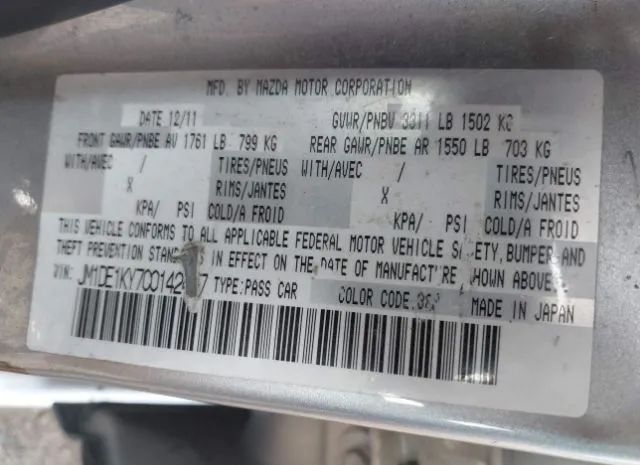 MFD. BY MAZDA MOTOR CORPORATION
DATE 12/11 GVWR/PNBV 3311 LB 1502 KG
FRONT GAWR/PNBE AV 1761 LB 799 KG REAR GAWR/PNBE AR 1550 LB 703 KG
WITH/AVEC / TIRES/PNEUS WITH/AVEC / TIRES/PNEUS
X RIMS/JANTES X RIMS/JANTES
KPA/ PSI COLD/A FROID KPA/ PSI COLD/A FROID
THIS VEHICLE CONFORMS TO ALL APPLICABLE FEDERAL MOTOR VEHICLE SAFETY, BUMPER AND
THEFT PREVENTION IN EFFECT ON THE DATE OF MANUFACTURE SHOWN ABOVE.
VIN: TYPE:PASS CAR COLOR CODE: MADE IN JAPAN